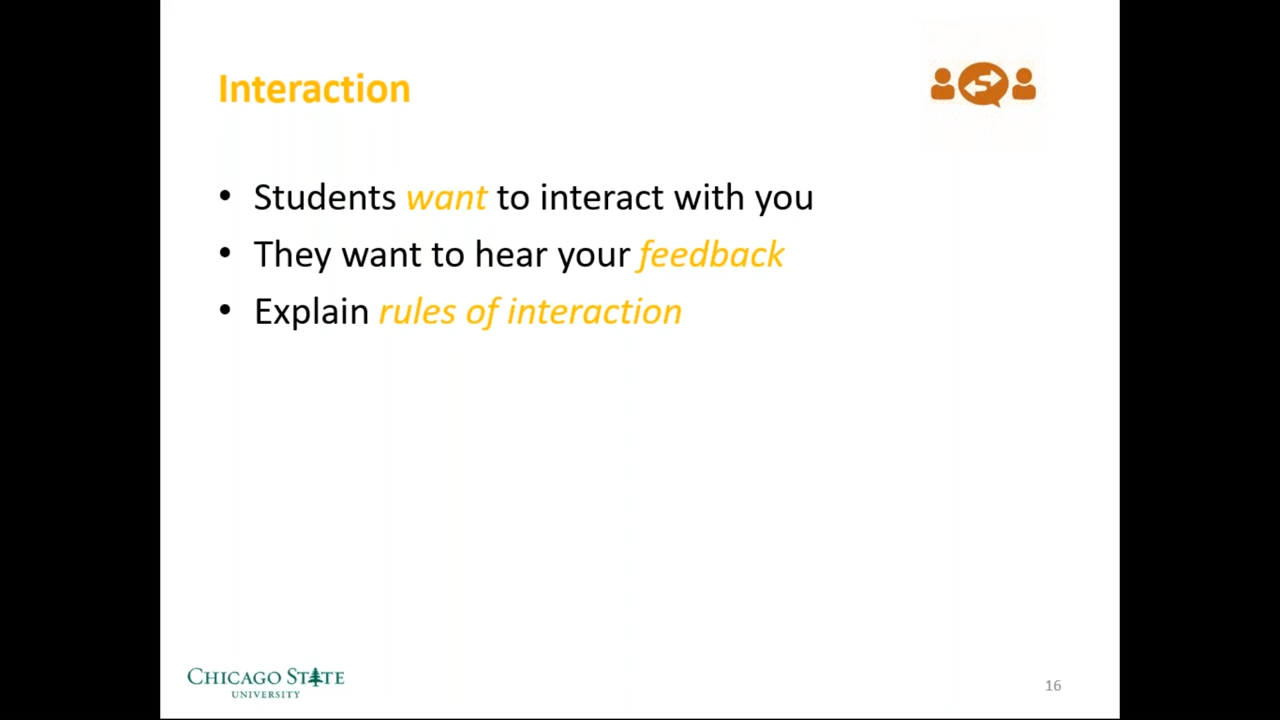 Interaction
• Students want to interact with you
• They want to hear your feedback
• Explain rules of interaction
CHICAGO STATE
UNIVERSITY
16